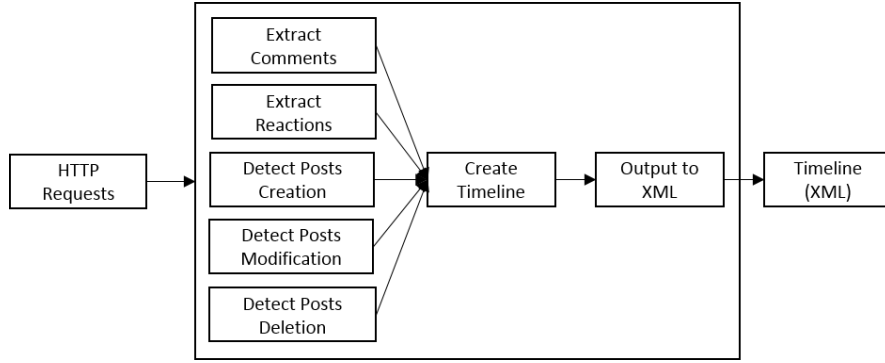 HTTP
Requests
Extract
Comments
Extract
Reactions
Detect Posts
Creation
Detect Posts
Modification
Detect Posts
Deletion
Create
Timeline
Output to
XML
Timeline
(XML)